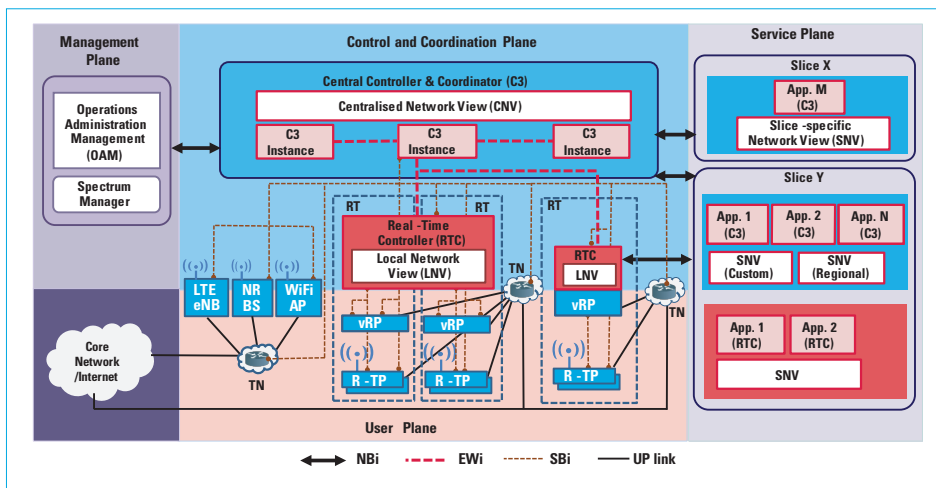 Management
Plane
Control and Coordination Plane
Service Plane
Operations
Administration
Management
(OAM)
Spectrum
Manager
Central Controller & Coordinator (C3)
Centralised Network View (CNV)
C3
Instance
C3
Instance
C3
Instance
Slice X
App. M
(C3)
Slice -specific
Network View (SNV)
Slice Y
App. 1
(C3)
App. 2
(C3)
App. N
(C3)
SNV
(Custom)
SNV
(Regional)
App. 1
(RTC)
App. 2
(RTC)
SNV
RT
RT
RT
Real -Time
Controller (RTC)
Local Network
View (LNV)
RTC
LNV
vRP
TN
TN
LTE
eNB
NR
BS
WiFi
AP
vRP
vRP
R -TP
R -TP
R -TP
Core
Network
/Internet
TN
User Plane
NBi
EWi
SBi
UP link